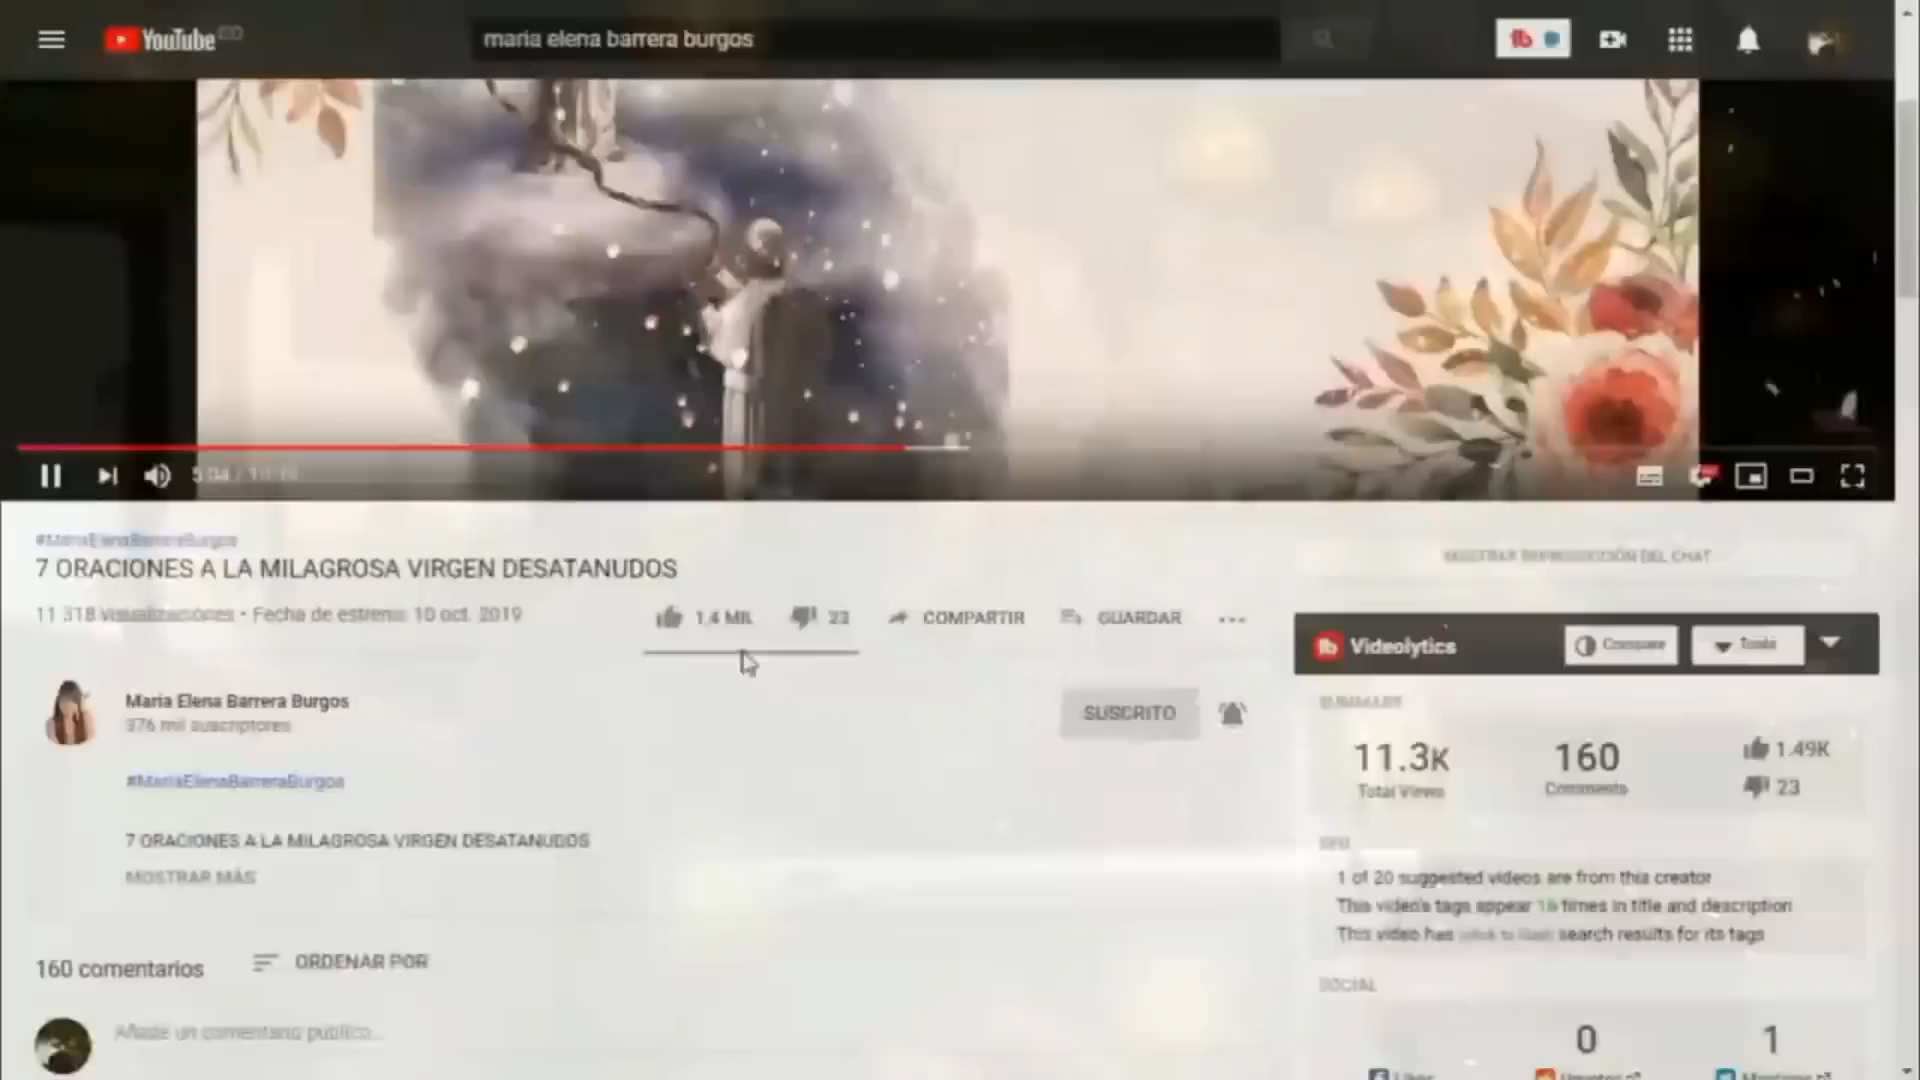 YouTube
maria elena barrera burgos
#MariaElenaBarreraBurgos
7 ORACIONES A LA MILAGROSA VIRGEN DESATANUDOS
11 318 visualizaciones • Fecha de estreno: 10 oct. 2019
1,4 MIL
23
COMPARTIR
GUARDAR
Maria Elena Barrera Burgos
376 mil suscriptores
SUSCRITO
#MariaElenaBarreraBurgos
7 ORACIONES A LA MILAGROSA VIRGEN DESATANUDOS
MOSTRAR MÁS
160 comentarios
ORDENAR POR
Añade un comentario público...
MOSTRAR REPRODUCCIÓN DEL CHAT
Videolytics
Compare
Tools
SUMMARY
11.3K
Total Views
160
Comments
1.49K
23
SEO
1 of 20 suggested videos are from this creator
This video's tags appear times in title and description
This video has search results for its tags
SOCIAL
0
1
Likes